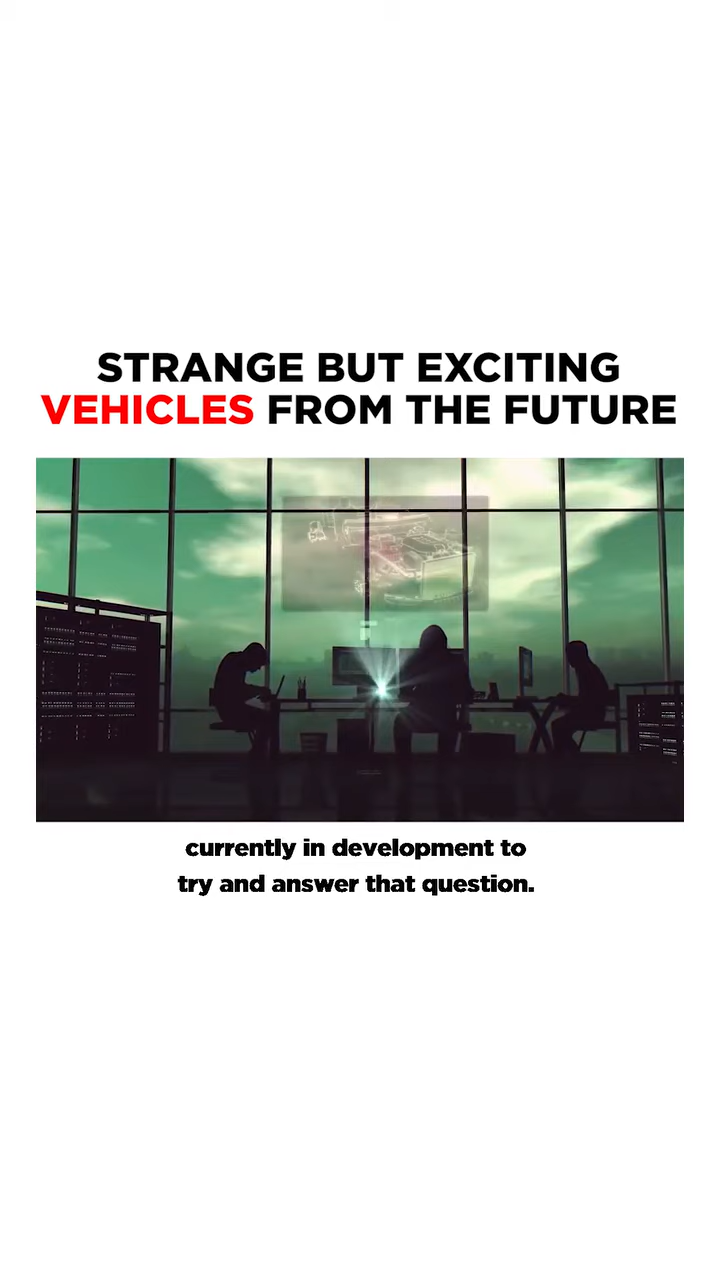 STRANGE BUT EXCITING
VEHICLES FROM THE FUTURE
currently in development to
try and answer that question.